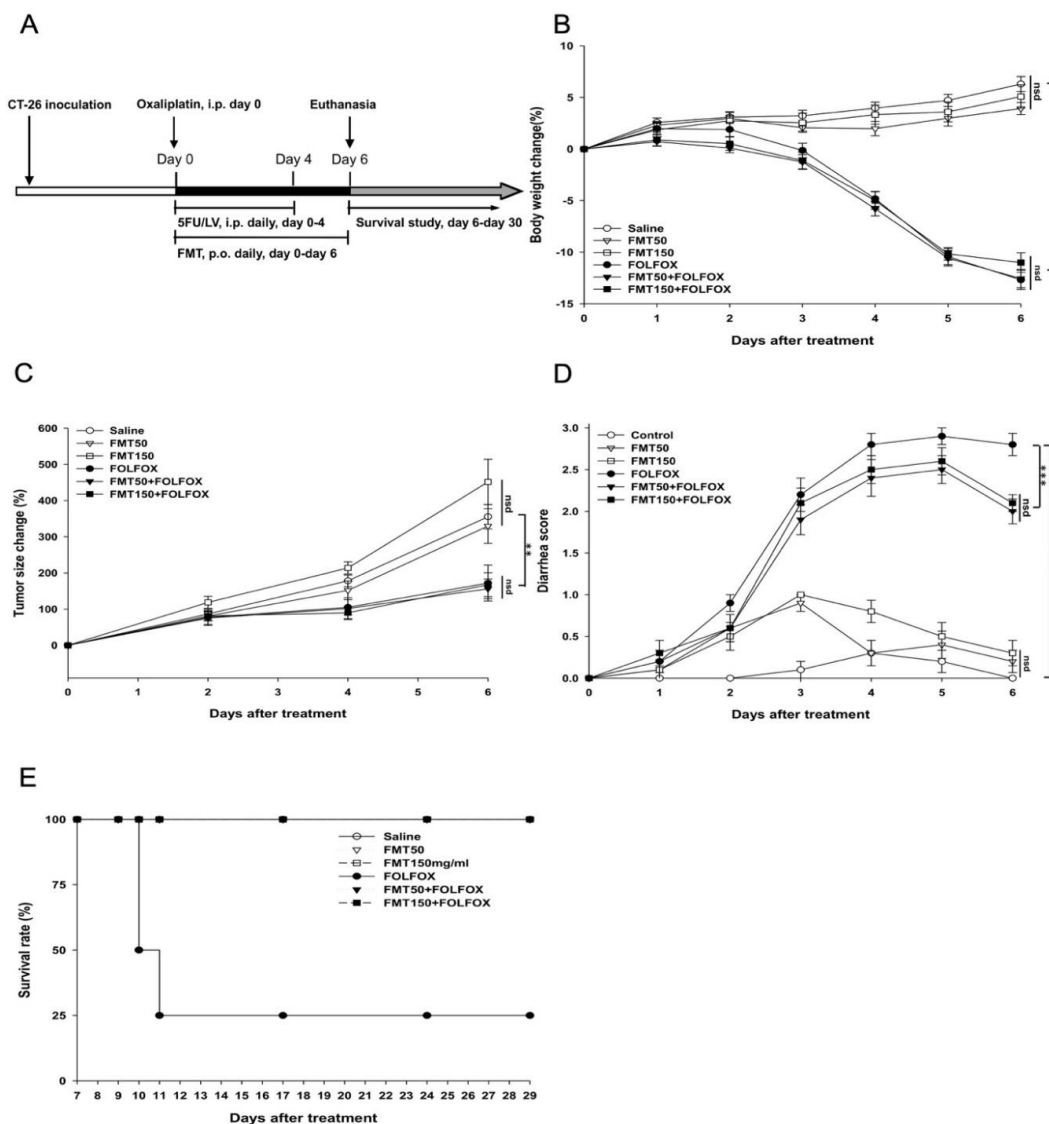 A
CT-26 inoculation
Oxaliplatin, i.p. day 0
Euthanasia
Day 0
Day 4
Day 6
5FU/LV, i.p. daily, day 0-4
Survival study, day 6-day 30
FMT, p.o. daily, day 0-day 6
B
Body weight change(%)
10
5
0
-5
-10
-15
Saline
FMT50
FMT150
FOLFOX
FMT50+FOLFOX
FMT150+FOLFOX
nsd
nsd
0 1 2 3 4 5 6
Days after treatment
C
Tumor size change (%)
600
500
400
300
200
100
0
Saline
FMT50
FMT150
FOLFOX
FMT50+FOLFOX
FMT150+FOLFOX
nsd
**
nsd
0 1 2 3 4 5 6
Days after treatment
D
Diarrhea score
3.0
2.5
2.0
1.5
1.0
0.5
0.0
Control
FMT50
FMT150
FOLFOX
FMT50+FOLFOX
FMT150+FOLFOX
***
nsd
nsd
0 1 2 3 4 5 6
Days after treatment
E
Survival rate (%)
100
75
50
25
0
Saline
FMT50
FMT150mg/ml
FOLFOX
FMT50+FOLFOX
FMT150+FOLFOX
7 8 9 10 11 12 13 14 15 16 17 18 19 20 21 22 23 24 25 26 27 28 29
Days after treatment